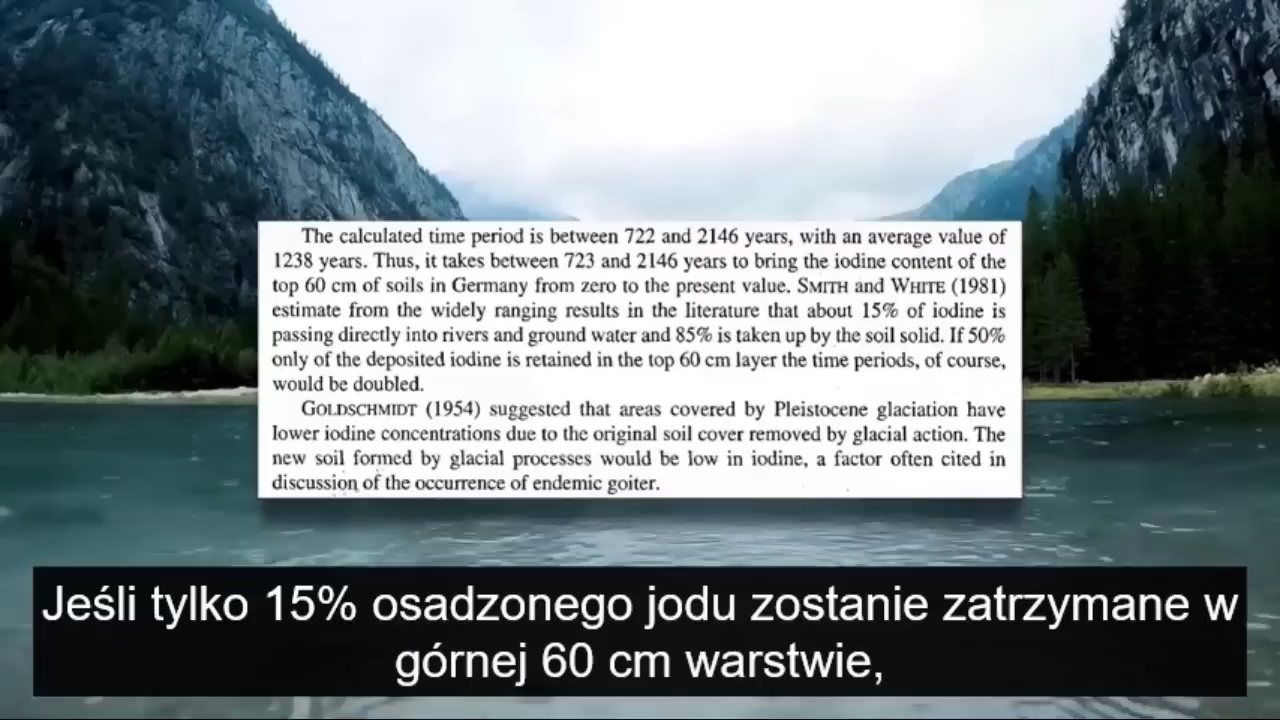 The calculated time period is between 722 and 2146 years, with an average value of
1238 years. Thus, it takes between 723 and 2146 years to bring the iodine content of the
top 60 cm of soils in Germany from zero to the present value. SMITH and WHITE (1981)
estimate from the widely ranging results in the literature that about 15% of iodine is
passing directly into rivers and ground water and 85% is taken up by the soil solid. If 50%
only of the deposited iodine is retained in the top 60 cm layer the time periods, of course,
would be doubled.
GOLDSCHMIDT (1954) suggested that areas covered by Pleistocene glaciation have
lower iodine concentrations due to the original soil cover removed by glacial action. The
new soil formed by glacial processes would be low in iodine, a factor often cited in
discussion of the occurrence of endemic goiter.
Jeśli tylko 15% osadzonego jodu zostanie zatrzymane w
górnej 60 cm warstwie,